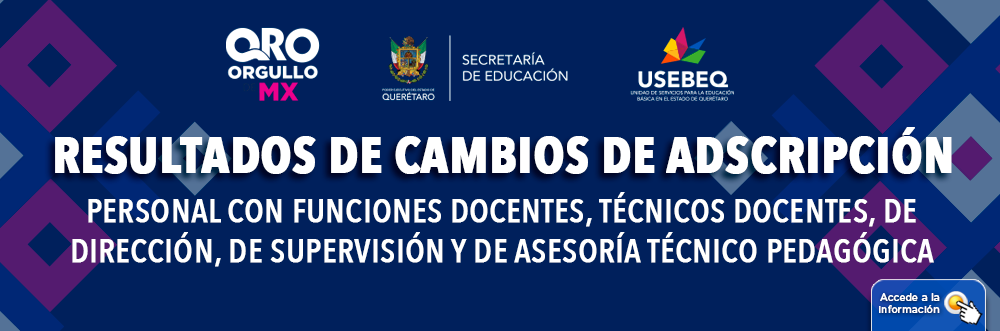 QRO
ORGULLO
MX
PODER EJECUTIVO DEL ESTADO DE
QUERÉTARO
SECRETARÍA
DE EDUCACIÓN
USEBEQ
UNIDAD DE SERVICIOS PARA LA EDUCACIÓN
BÁSICA EN EL ESTADO DE QUERÉTARO
RESULTADOS DE CAMBIOS DE ADSCRIPCIÓN
PERSONAL CON FUNCIONES DOCENTES, TÉCNICOS DOCENTES, DE
DIRECCIÓN, DE SUPERVISIÓN Y DE ASESORÍA TÉCNICO PEDAGÓGICA
Accede a la
información